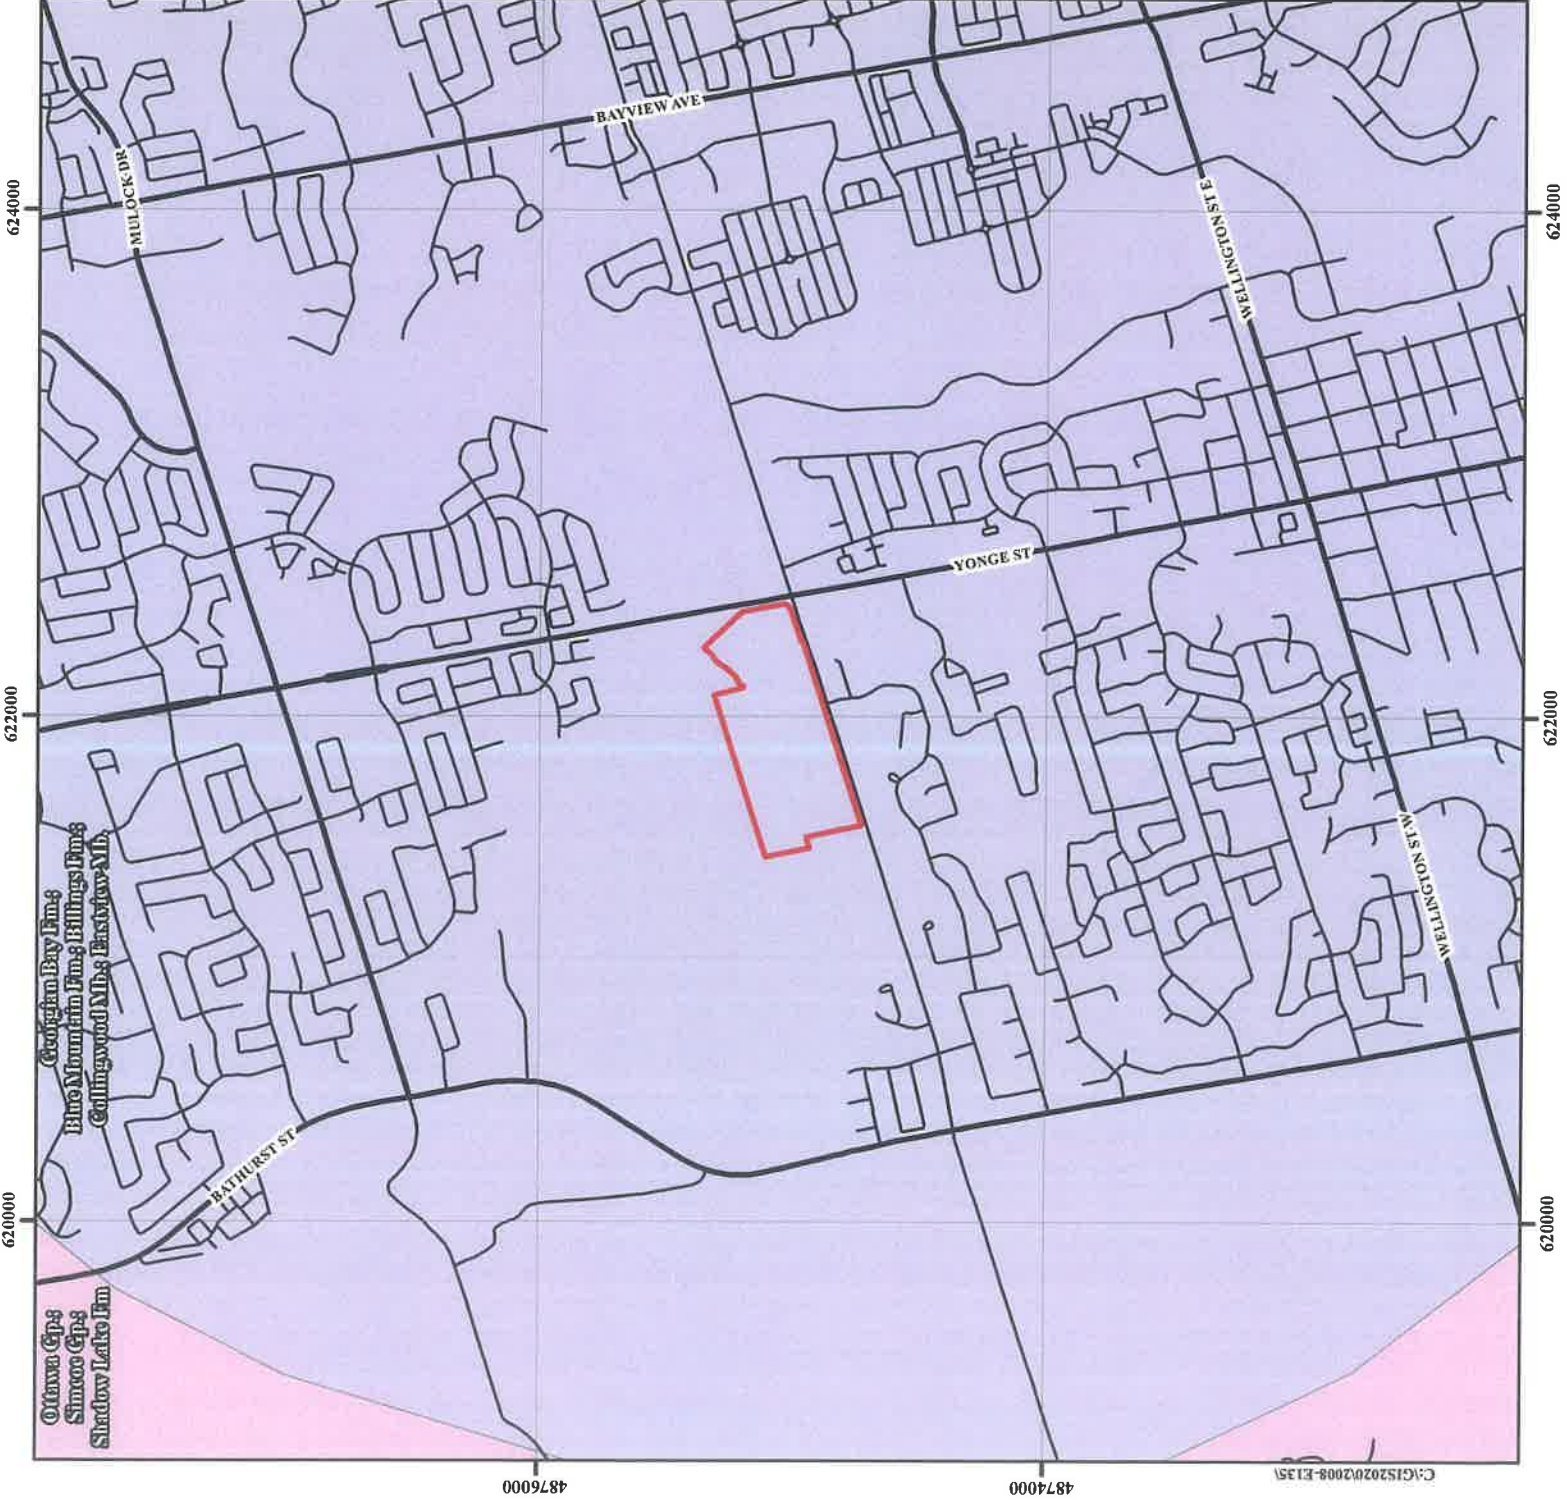 624000
622000
620000
MULOCK DR
BAYVIEW AVE
WELLINGTON ST E
624000
YONGE ST
622000
Georgian Bay Fm.;
Blue Mountain Fm.; Billings Fm.;
Collingwood Mb.; Eastview Mb.
WELLINGTON ST W
BATHURST ST
Ottawa Gp.;
Simcoe Gp.;
Shadow Lake Fm
620000
4876000
4874000
C:\GIS2020\2008-E135\